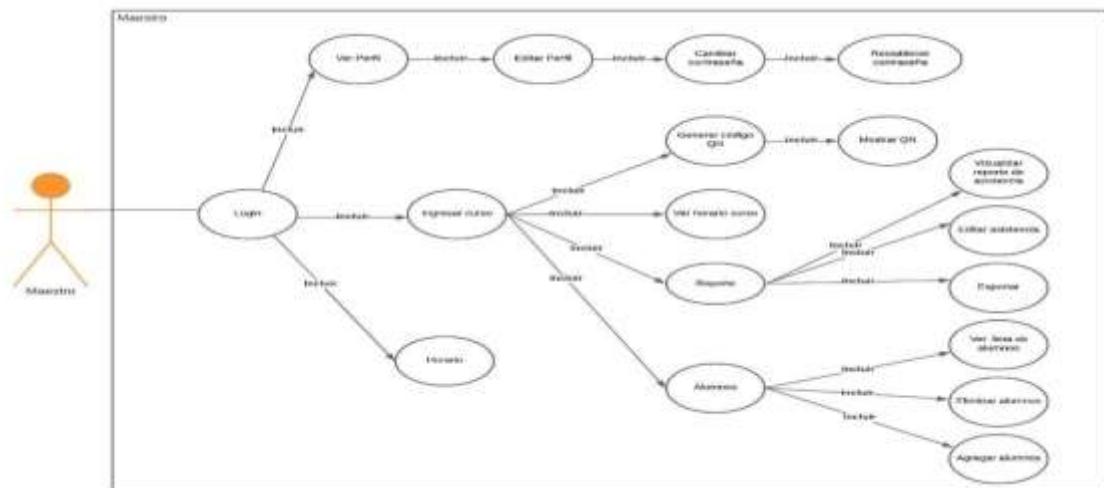 Maestro
Ver Perfil
Incluir
Editar Perfil
Incluir
Cambiar
contraseña
Incluir
Restablecer
contraseña
Incluir
Generar código
QR
Incluir
Mostrar QR
Visualizar
reporte de
asistencia
Incluir
Login
Incluir
Ingresar curso
Incluir
Ver horario curso
Incluir
Incluir
Editar asistencia
Maestro
Incluir
Incluir
Incluir
Reporte
Incluir
Exportar
Horario
Alumnos
Incluir
Ver lista de
alumnos
Incluir
Eliminar alumnos
Incluir
Agregar alumnos